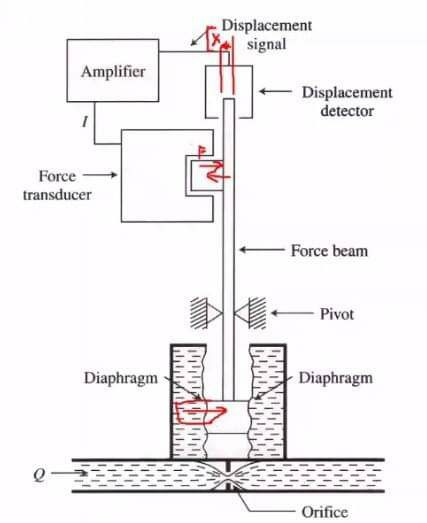 Displacement
signal
X
Amplifier
Displacement
detector
I
F
Force
transducer
Force beam
Pivot
Diaphragm
Diaphragm
Q
Orifice